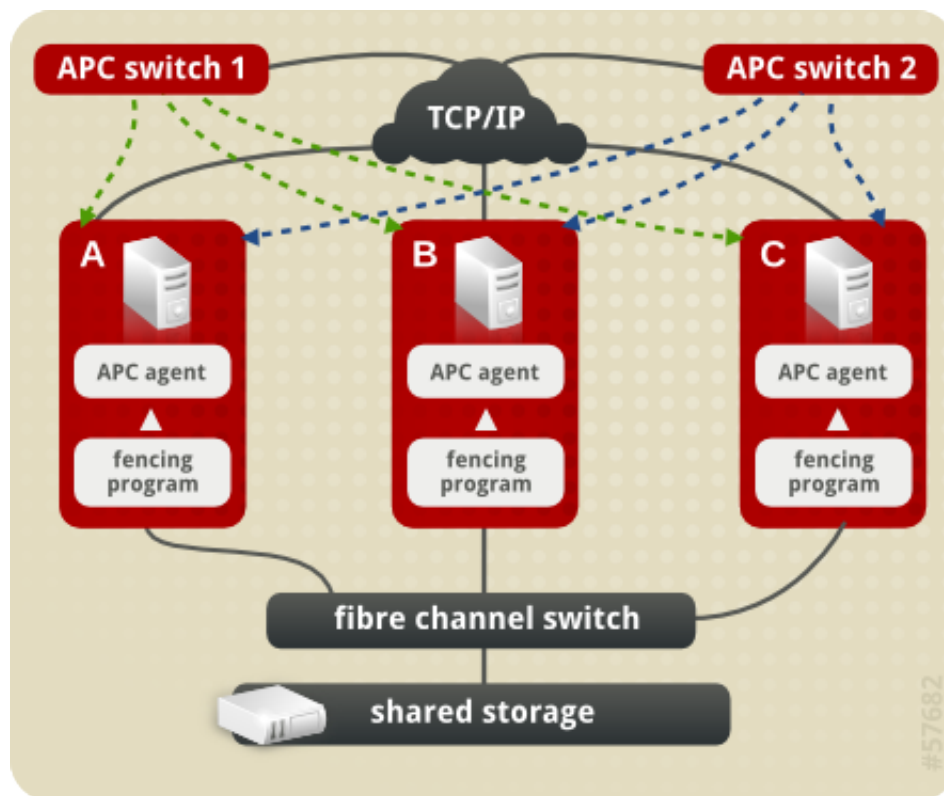 APC switch 1
APC switch 2
TCP/IP
A
B
C
APC agent
APC agent
APC agent
fencing
program
fencing
program
fencing
program
fibre channel switch
shared storage
#57682